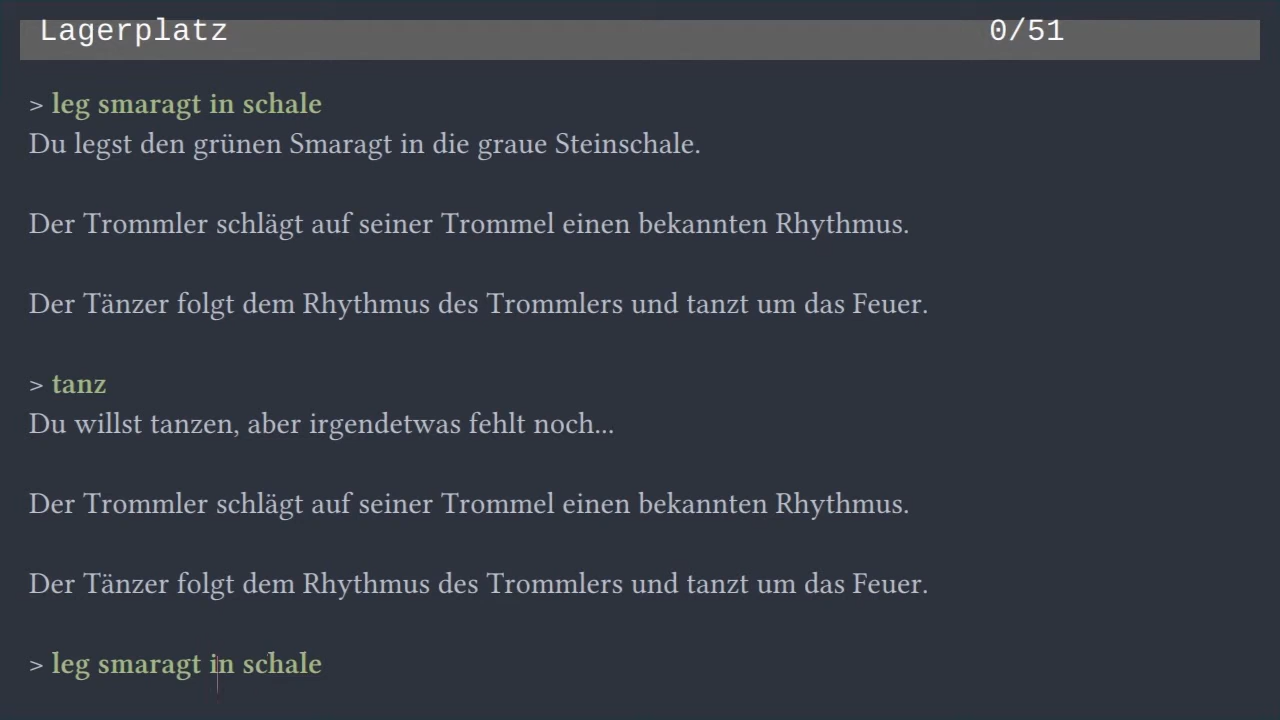 Lagerplatz 0/51
> leg smaragt in schale
Du legst den grünen Smaragt in die graue Steinschale.
Der Trommler schlägt auf seiner Trommel einen bekannten Rhythmus.
Der Tänzer folgt dem Rhythmus des Trommlers und tanzt um das Feuer.
> tanz
Du willst tanzen, aber irgendetwas fehlt noch...
Der Trommler schlägt auf seiner Trommel einen bekannten Rhythmus.
Der Tänzer folgt dem Rhythmus des Trommlers und tanzt um das Feuer.
> leg smaragt in schale